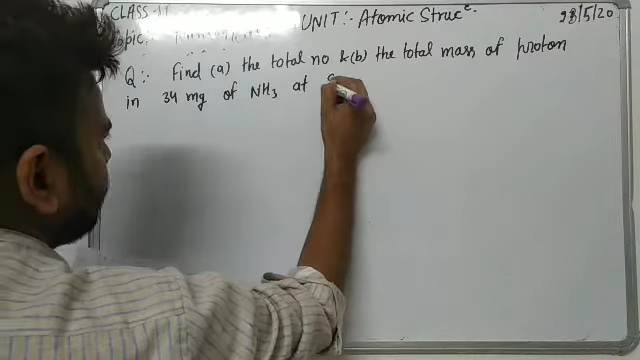 CLASS-11
UNIT:- Atomic Strucᵉ
28/5/20
Topic:
Q:- Find (a) the total no & (b) the total mass of proton
in 34 mg of NH₃ at